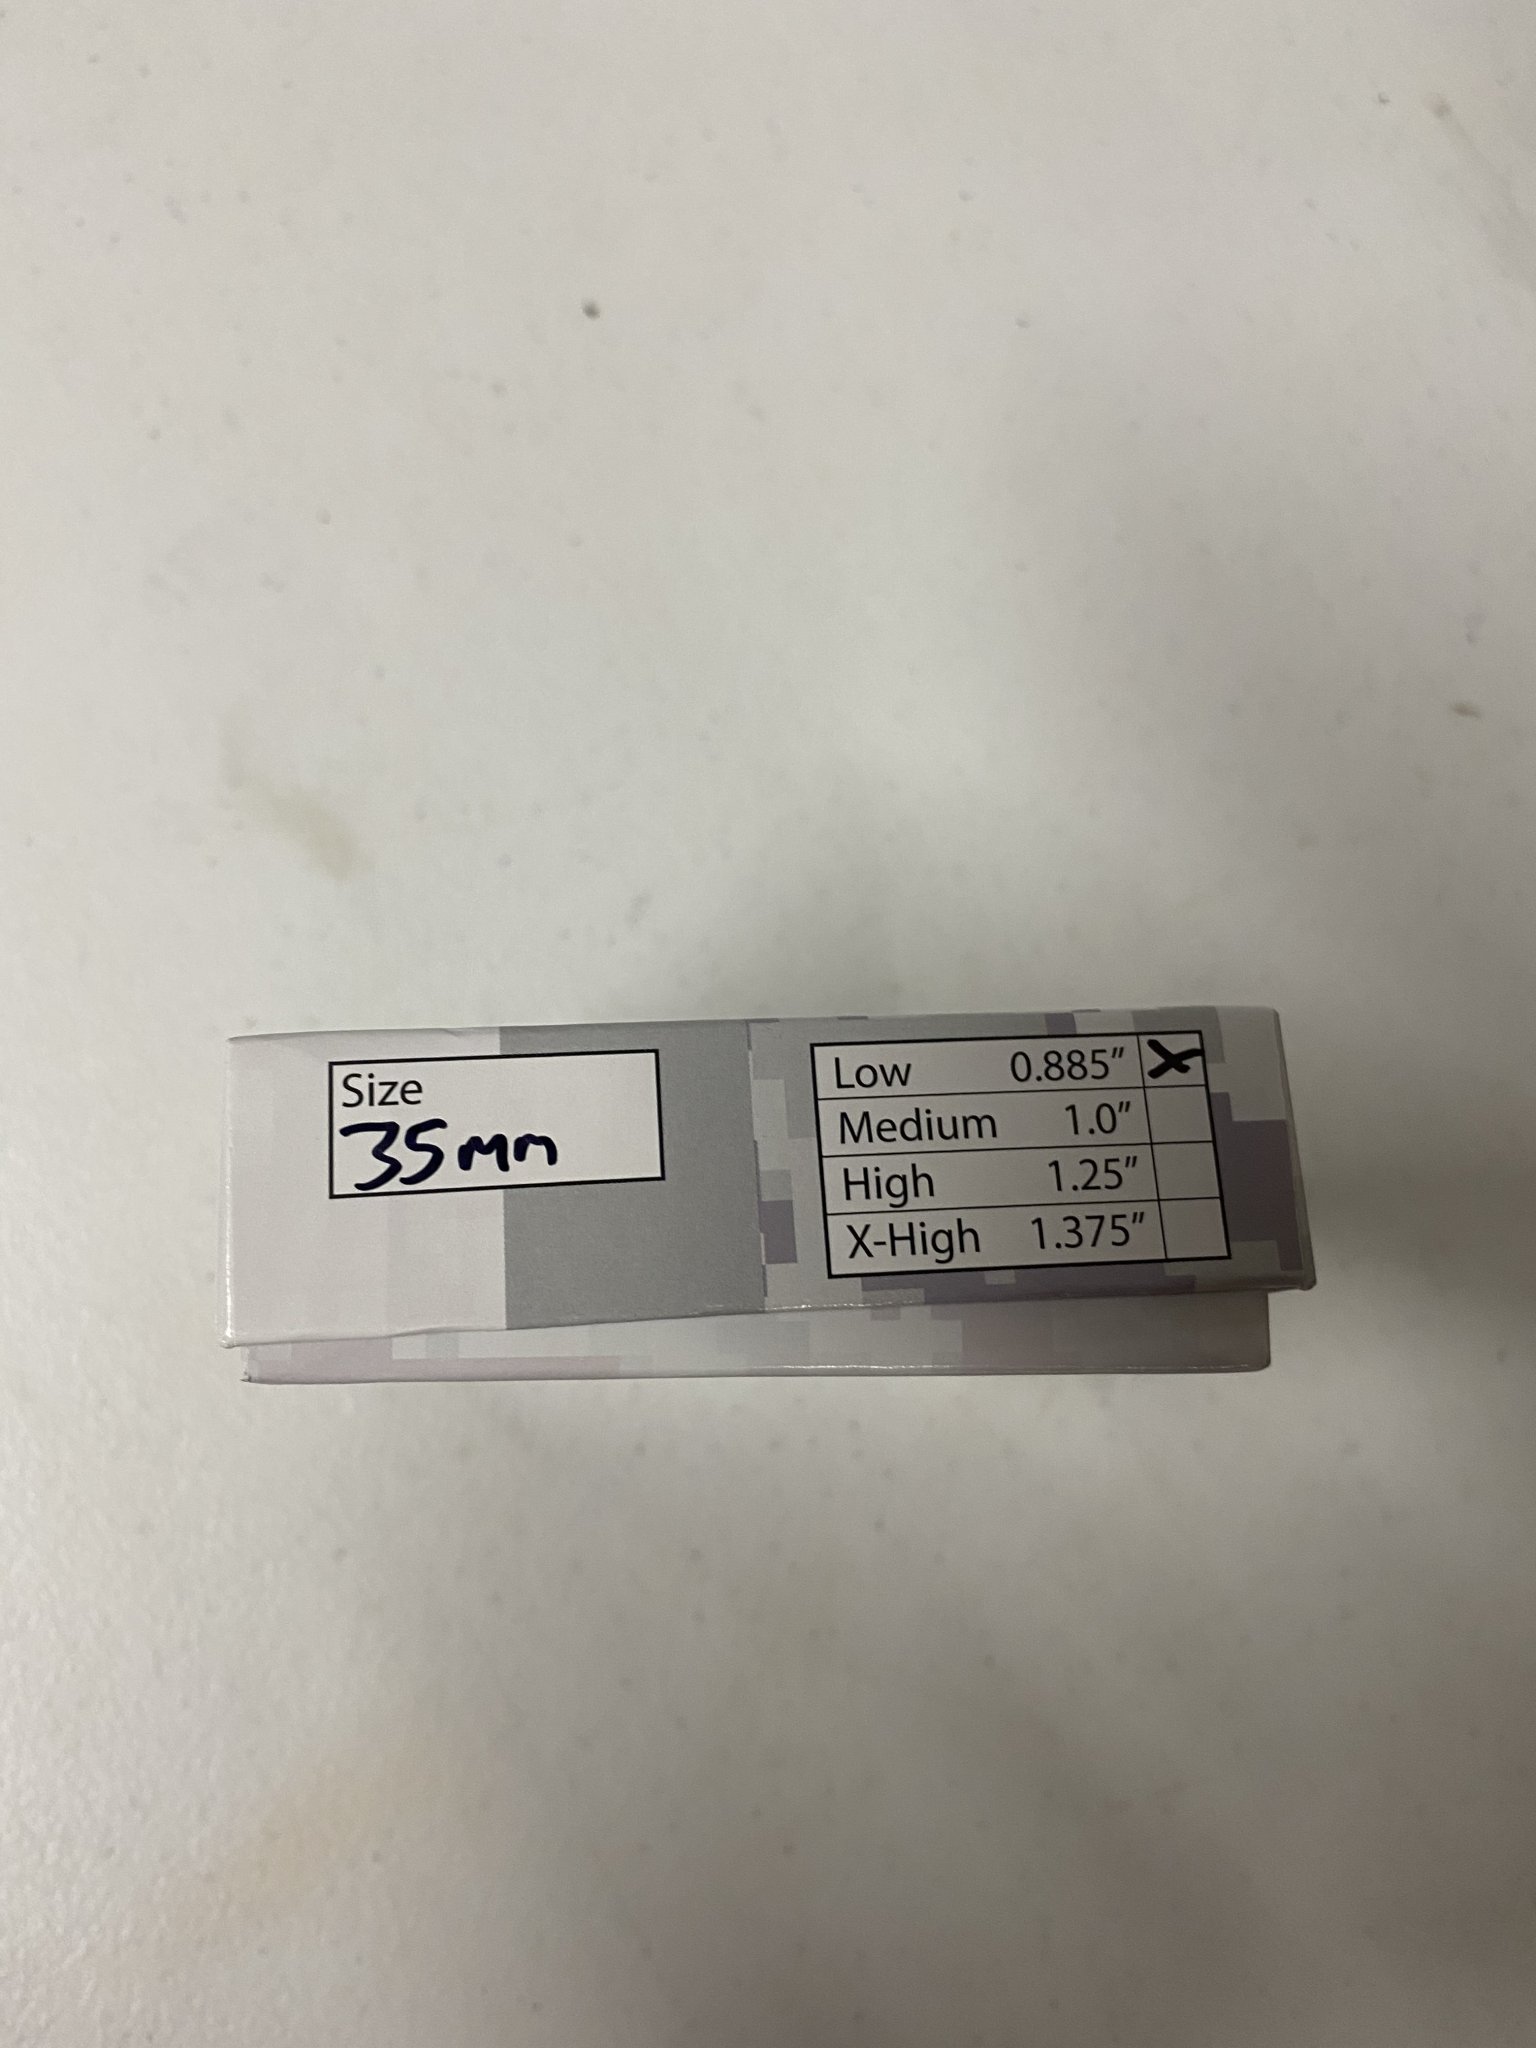 Size
35mm
Low 0.885" X
Medium 1.0"
High 1.25"
X-High 1.375"